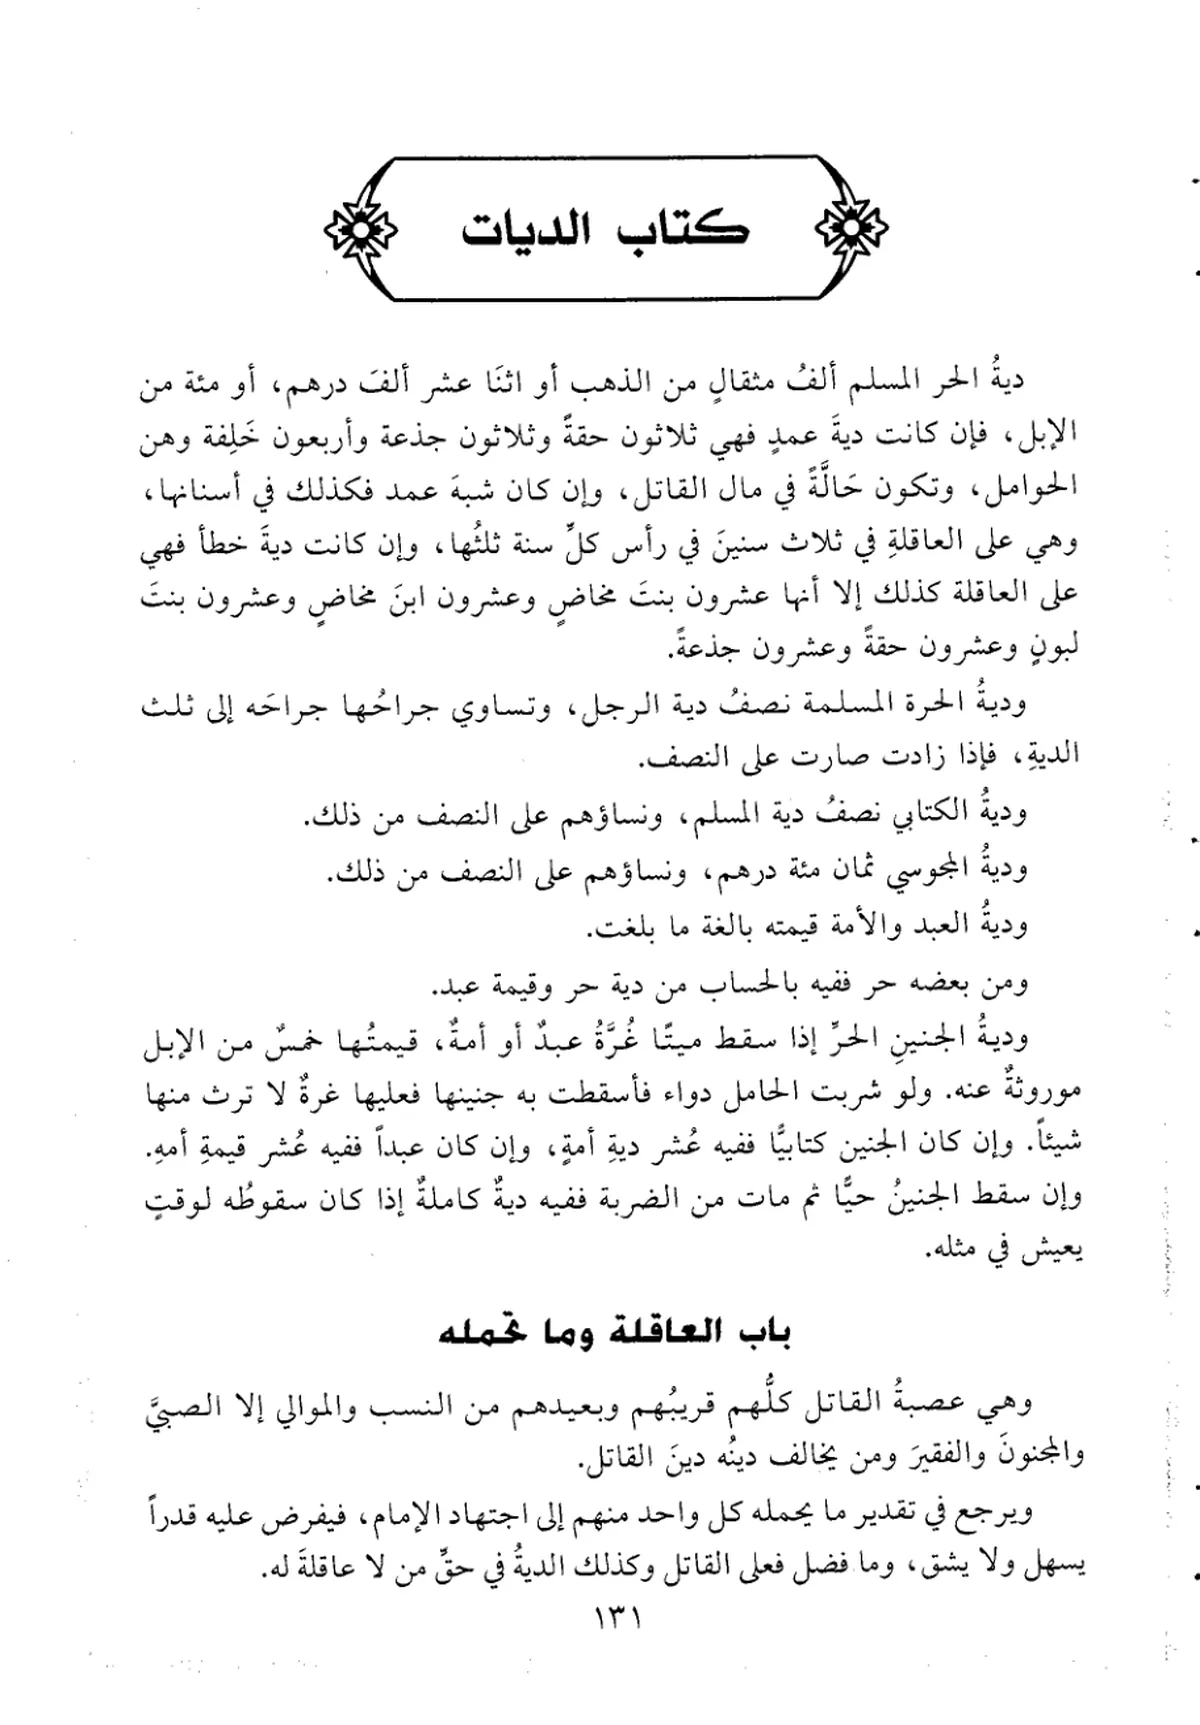 كتاب الديات
ديةُ الحر المسلم ألفُ مثقالٍ من الذهب أو اثنَا عشر ألفَ درهم، أو مئة من
الإبل، فإن كانت ديةَ عمدٍ فهي ثلاثون حقةً وثلاثون جذعة وأربعون خَلِفة وهن
الحوامل، وتكون حَالَّةً في مال القاتل، وإن كان شبهَ عمد فكذلك في أسنانها،
وهي على العاقلةِ في ثلاث سنينَ في رأس كلِّ سنة ثلثُها، وإن كانت ديةَ خطأ فهي
على العاقلة كذلك إلا أنها عشرون بنتَ مخاضٍ وعشرون ابنَ مخاضٍ وعشرون بنتَ
لبونٍ وعشرون حقةً وعشرون جذعةً.
وديةُ الحرة المسلمة نصفُ دية الرجل، وتساوي جراحُها جراحَه إلى ثلث
الديةِ، فإذا زادت صارت على النصف.
وديةُ الكتابي نصفُ دية المسلم، ونساؤهم على النصف من ذلك.
وديةُ المجوسي ثمان مئة درهم، ونساؤهم على النصف من ذلك.
وديةُ العبد والأمة قيمته بالغة ما بلغت.
ومن بعضه حر ففيه بالحساب من دية حر وقيمة عبد.
وديةُ الجنينِ الحرِّ إذا سقط ميتًا غُرَّةُ عبدٌ أو أمةٌ، قيمتُها خمسٌ من الإبل
موروثةٌ عنه. ولو شربت الحامل دواء فأسقطت به جنينها فعليها غرةٌ لا ترث منها
شيئاً. وإن كان الجنين كتابيًّا ففيه عُشر ديةِ أمهِ، وإن كان عبداً ففيه عُشر قيمةِ أمهِ.
وإن سقط الجنينُ حيًّا ثم مات من الضربة ففيه ديةٌ كاملةٌ إذا كان سقوطُه لوقتٍ
يعيش في مثله.
باب العاقلة وما تحمله
وهي عصبةُ القاتل كلُّهم قريبُهم وبعيدهم من النسب والموالي إلا الصبيَّ
والمجنونَ والفقيرَ ومن يخالف دينُه دينَ القاتل.
ويرجع في تقدير ما يحمله كل واحد منهم إلى اجتهاد الإمام، فيفرض عليه قدراً
يسهل ولا يشق، وما فضل فعلى القاتل وكذلك الديةُ في حقِّ من لا عاقلةَ له.
١٣١